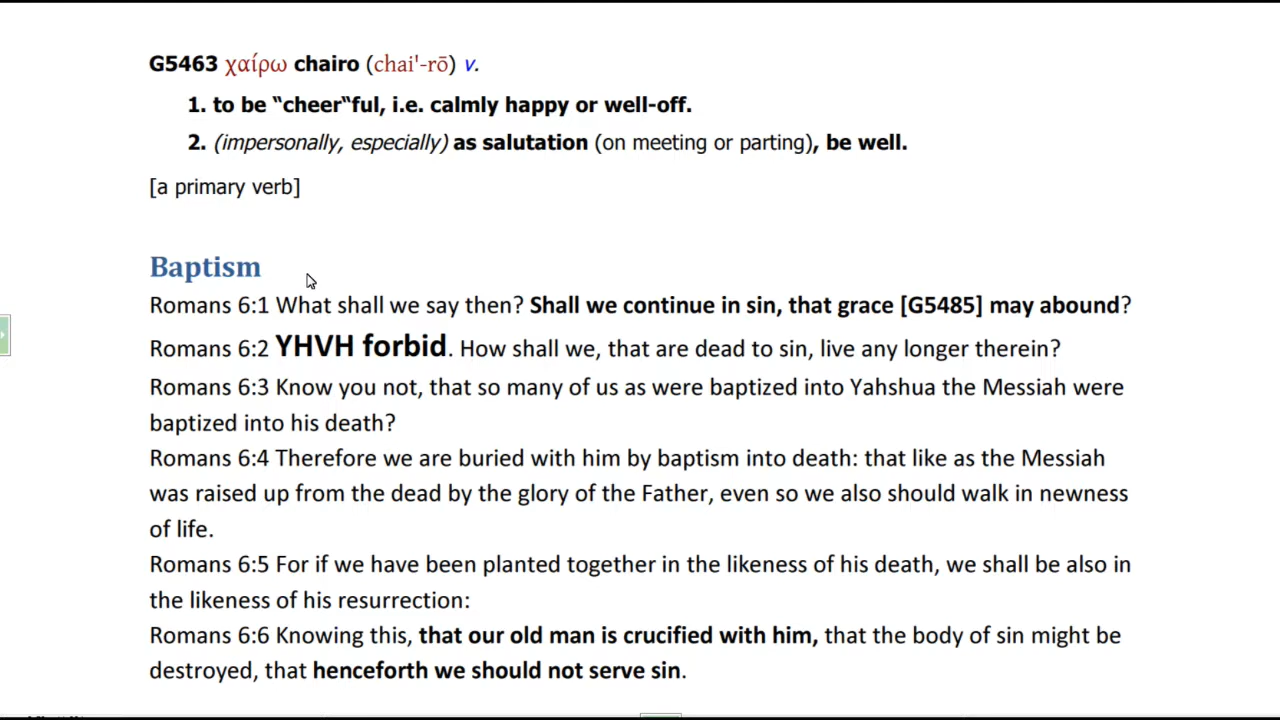 G5463 χαίρω chairo (chai'-rō) v.
1. to be "cheer"ful, i.e. calmly happy or well-off.
2. (impersonally, especially) as salutation (on meeting or parting), be well.
[a primary verb]
Baptism
Romans 6:1 What shall we say then? Shall we continue in sin, that grace [G5485] may abound?
Romans 6:2 YHVH forbid. How shall we, that are dead to sin, live any longer therein?
Romans 6:3 Know you not, that so many of us as were baptized into Yahshua the Messiah were
baptized into his death?
Romans 6:4 Therefore we are buried with him by baptism into death: that like as the Messiah
was raised up from the dead by the glory of the Father, even so we also should walk in newness
of life.
Romans 6:5 For if we have been planted together in the likeness of his death, we shall be also in
the likeness of his resurrection:
Romans 6:6 Knowing this, that our old man is crucified with him, that the body of sin might be
destroyed, that henceforth we should not serve sin.